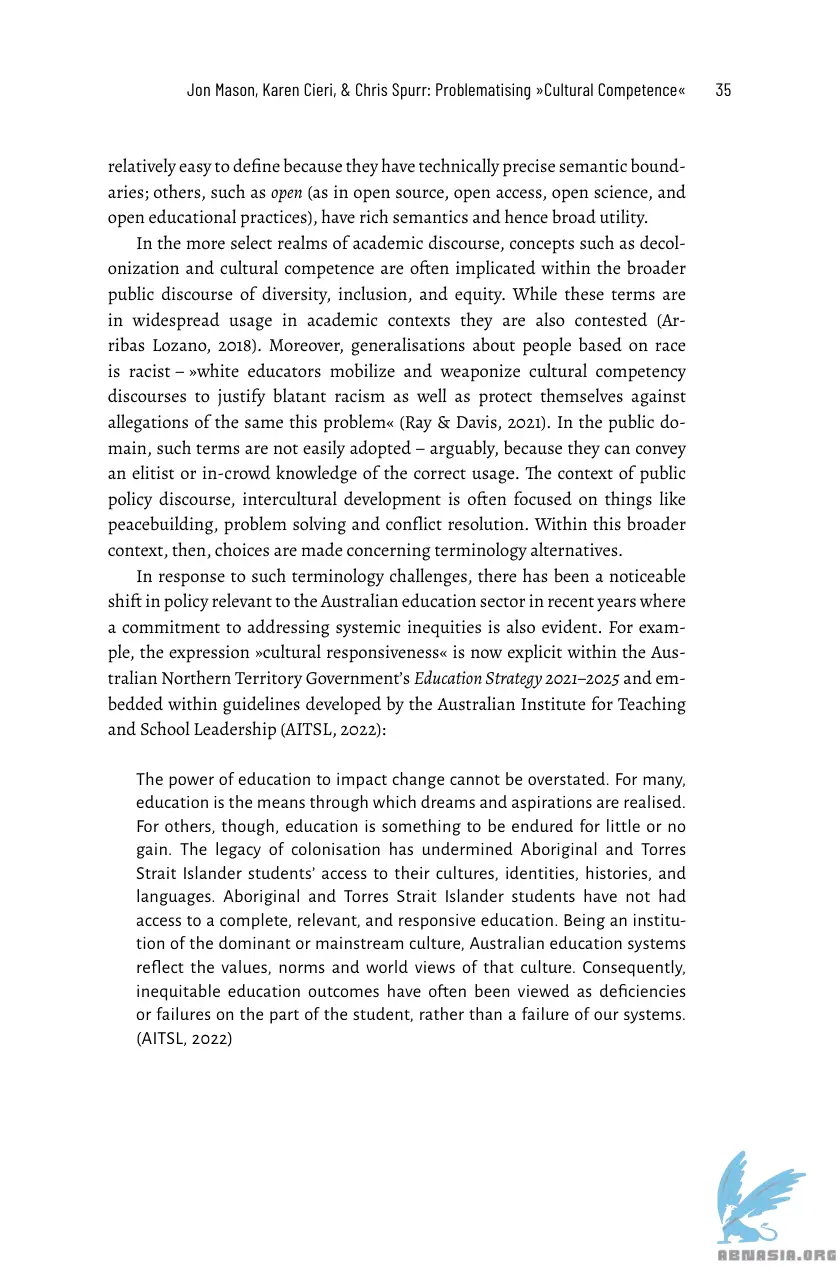 Jon Mason, Karen Cieri, & Chris Spurr: Problematising »Cultural Competence« 35
relatively easy to define because they have technically precise semantic bound-
aries; others, such as open (as in open source, open access, open science, and
open educational practices), have rich semantics and hence broad utility.
In the more select realms of academic discourse, concepts such as decol-
onization and cultural competence are often implicated within the broader
public discourse of diversity, inclusion, and equity. While these terms are
in widespread usage in academic contexts they are also contested (Ar-
ribas Lozano, 2018). Moreover, generalisations about people based on race
is racist – »white educators mobilize and weaponize cultural competency
discourses to justify blatant racism as well as protect themselves against
allegations of the same this problem« (Ray & Davis, 2021). In the public do-
main, such terms are not easily adopted – arguably, because they can convey
an elitist or in-crowd knowledge of the correct usage. The context of public
policy discourse, intercultural development is often focused on things like
peacebuilding, problem solving and conflict resolution. Within this broader
context, then, choices are made concerning terminology alternatives.
In response to such terminology challenges, there has been a noticeable
shift in policy relevant to the Australian education sector in recent years where
a commitment to addressing systemic inequities is also evident. For exam-
ple, the expression »cultural responsiveness« is now explicit within the Aus-
tralian Northern Territory Government’s Education Strategy 2021–2025 and em-
bedded within guidelines developed by the Australian Institute for Teaching
and School Leadership (AITSL, 2022):
The power of education to impact change cannot be overstated. For many,
education is the means through which dreams and aspirations are realised.
For others, though, education is something to be endured for little or no
gain. The legacy of colonisation has undermined Aboriginal and Torres
Strait Islander students’ access to their cultures, identities, histories, and
languages. Aboriginal and Torres Strait Islander students have not had
access to a complete, relevant, and responsive education. Being an institu-
tion of the dominant or mainstream culture, Australian education systems
reflect the values, norms and world views of that culture. Consequently,
inequitable education outcomes have often been viewed as deficiencies
or failures on the part of the student, rather than a failure of our systems.
(AITSL, 2022)
ABNASIA.ORG